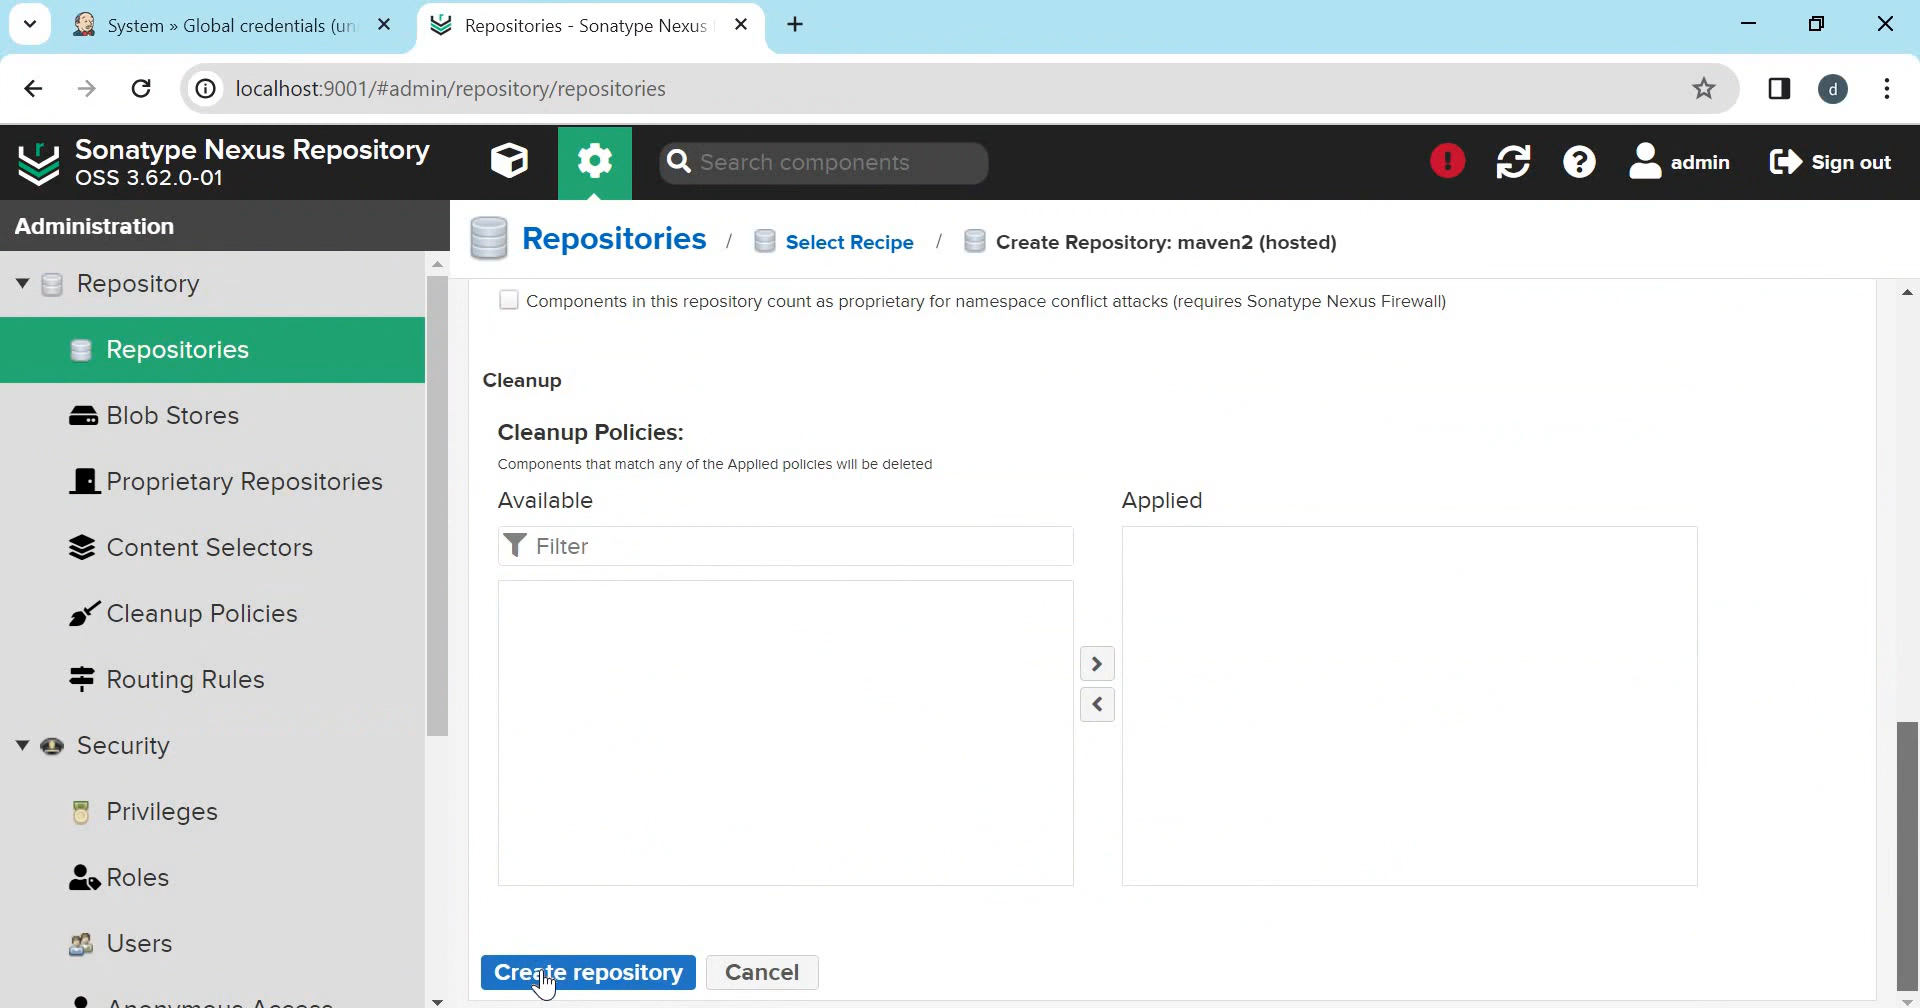 System » Global credentials (un
Repositories - Sonatype Nexus
localhost:9001/#admin/repository/repositories
d
Sonatype Nexus Repository
OSS 3.62.0-01
Search components
admin
Sign out
Administration
Repositories / Select Recipe / Create Repository: maven2 (hosted)
Repository
Repositories
Blob Stores
Proprietary Repositories
Content Selectors
Cleanup Policies
Routing Rules
Security
Privileges
Roles
Users
Anonymous Access
Components in this repository count as proprietary for namespace conflict attacks (requires Sonatype Nexus Firewall)
Cleanup
Cleanup Policies:
Components that match any of the Applied policies will be deleted
Available
Applied
Filter
Create repository
Cancel